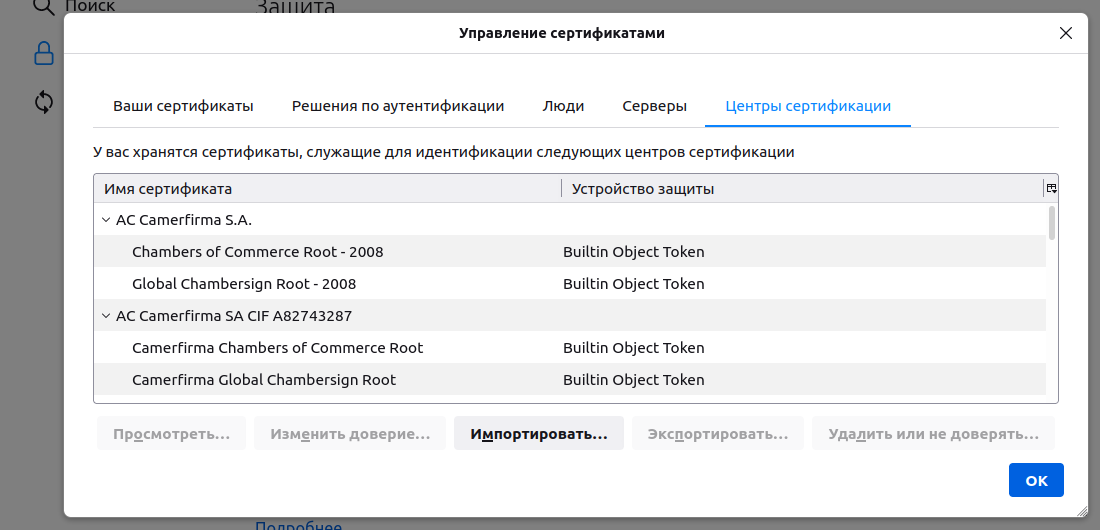 Поиск
Защита
Управление сертификатами
Ваши сертификаты Решения по аутентификации Люди Серверы Центры сертификации
У вас хранятся сертификаты, служащие для идентификации следующих центров сертификации
Имя сертификата Устройство защиты
AC Camerfirma S.A.
Chambers of Commerce Root - 2008 Builtin Object Token
Global Chambersign Root - 2008 Builtin Object Token
AC Camerfirma SA CIF A82743287
Camerfirma Chambers of Commerce Root Builtin Object Token
Camerfirma Global Chambersign Root Builtin Object Token
Просмотреть... Изменить доверие... Импортировать... Экспортировать... Удалить или не доверять...
ОК
Подробнее